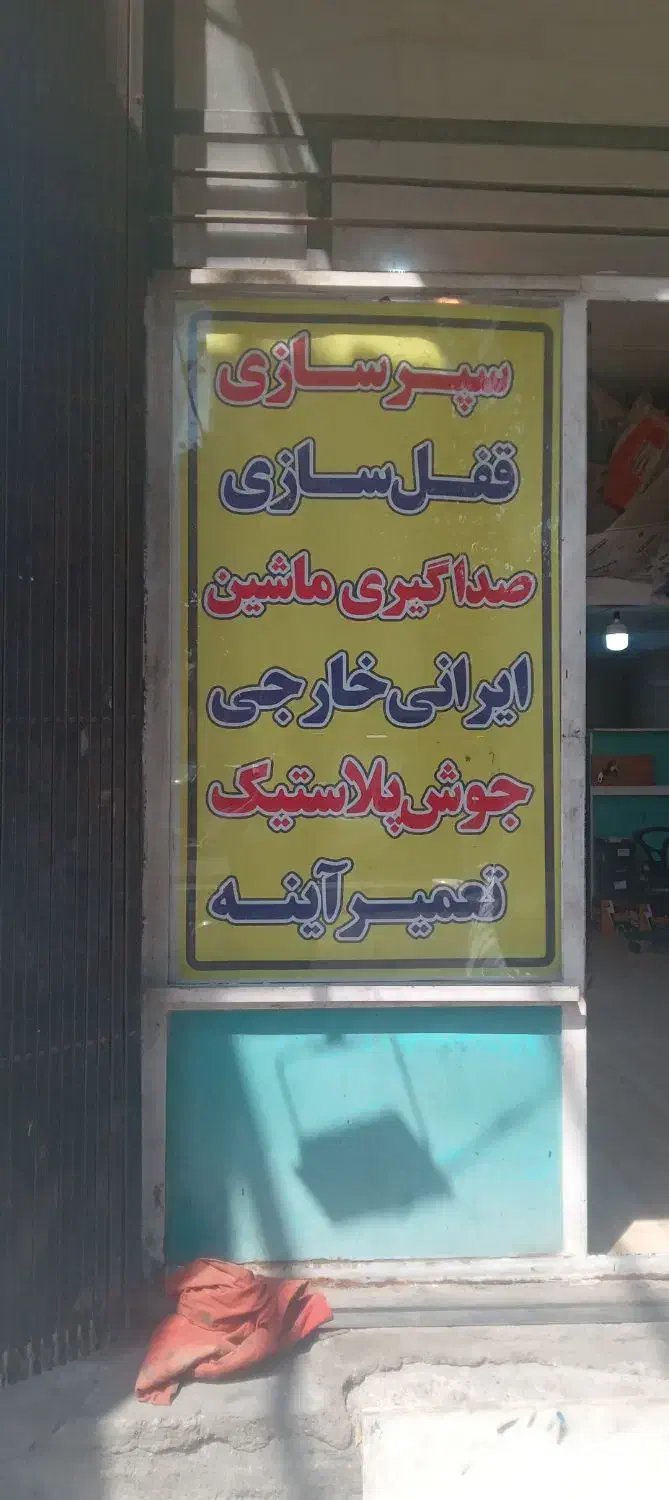 سپرسازی
قفل‌سازی
صداگیری ماشین
ایرانی خارجی
جوش پلاستیک
تعمیر آینه